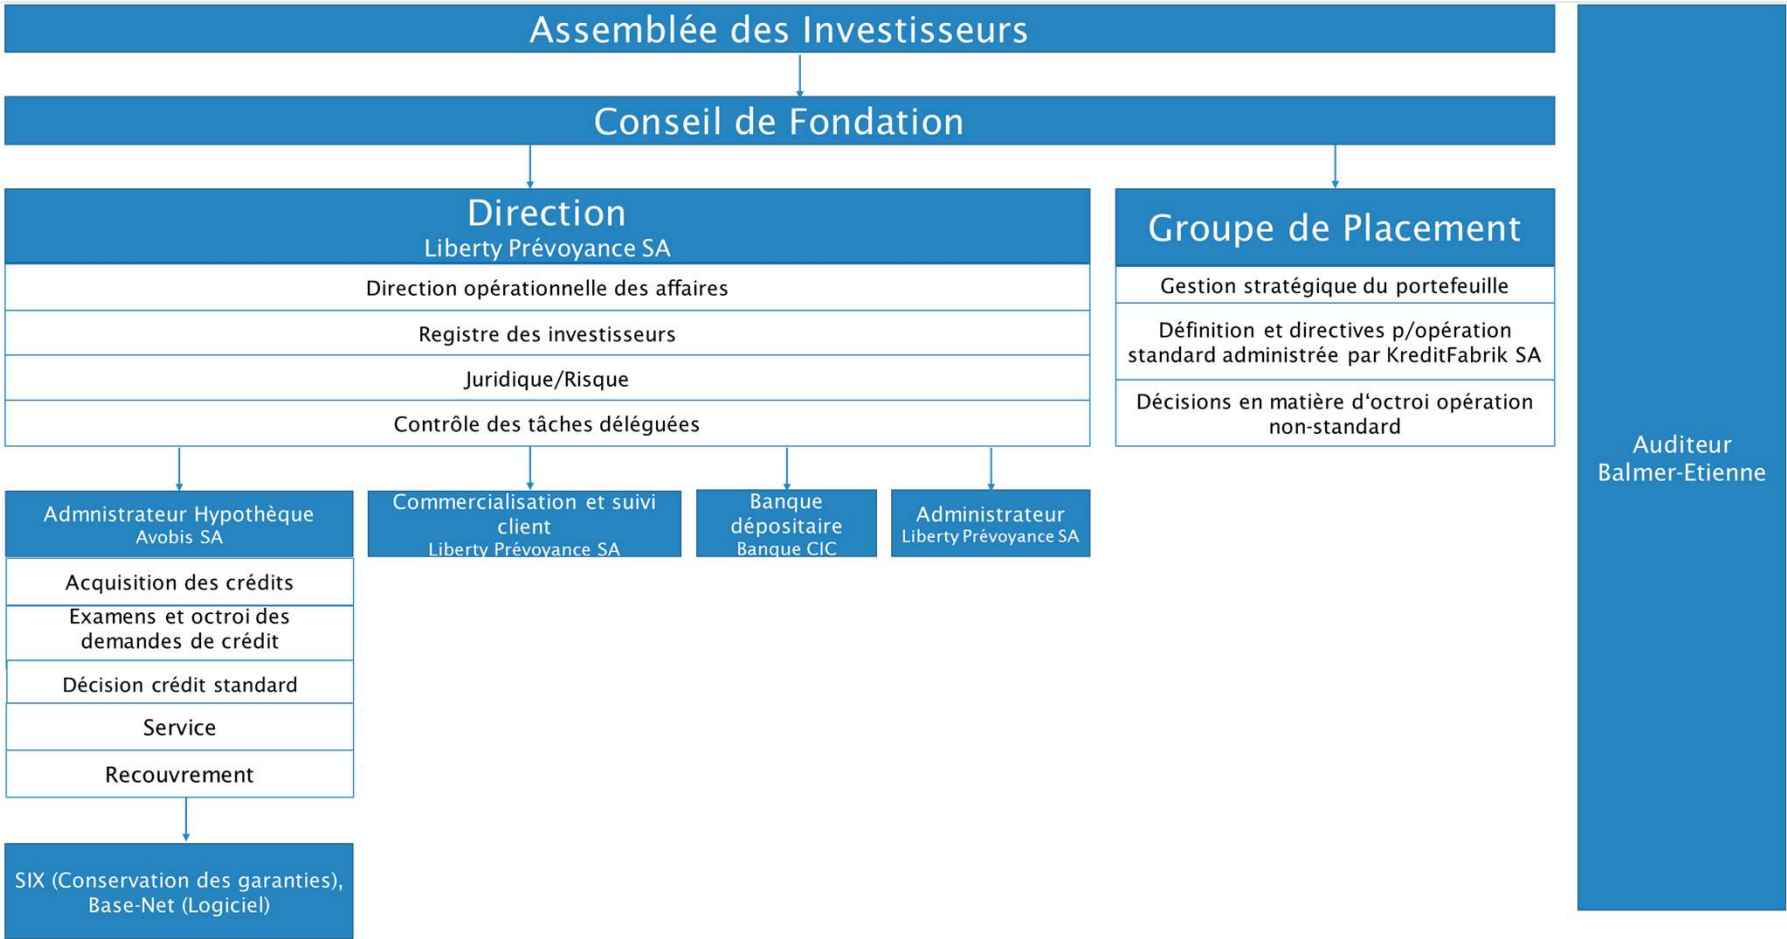 Assemblée des Investisseurs
Conseil de Fondation
Direction
Liberty Prévoyance SA
Direction opérationnelle des affaires
Registre des investisseurs
Juridique/Risque
Contrôle des tâches déléguées
Groupe de Placement
Gestion stratégique du portefeuille
Définition et directives p/opération
standard administrée par KreditFabrik SA
Décisions en matière d‘octroi opération
non-standard
Admnistrateur Hypothèque
Avobis SA
Acquisition des crédits
Examens et octroi des
demandes de crédit
Décision crédit standard
Service
Recouvrement
SIX (Conservation des garanties),
Base-Net (Logiciel)
Commercialisation et suivi
client
Liberty Prévoyance SA
Banque
dépositaire
Banque CIC
Administrateur
Liberty Prévoyance SA
Auditeur
Balmer-Etienne